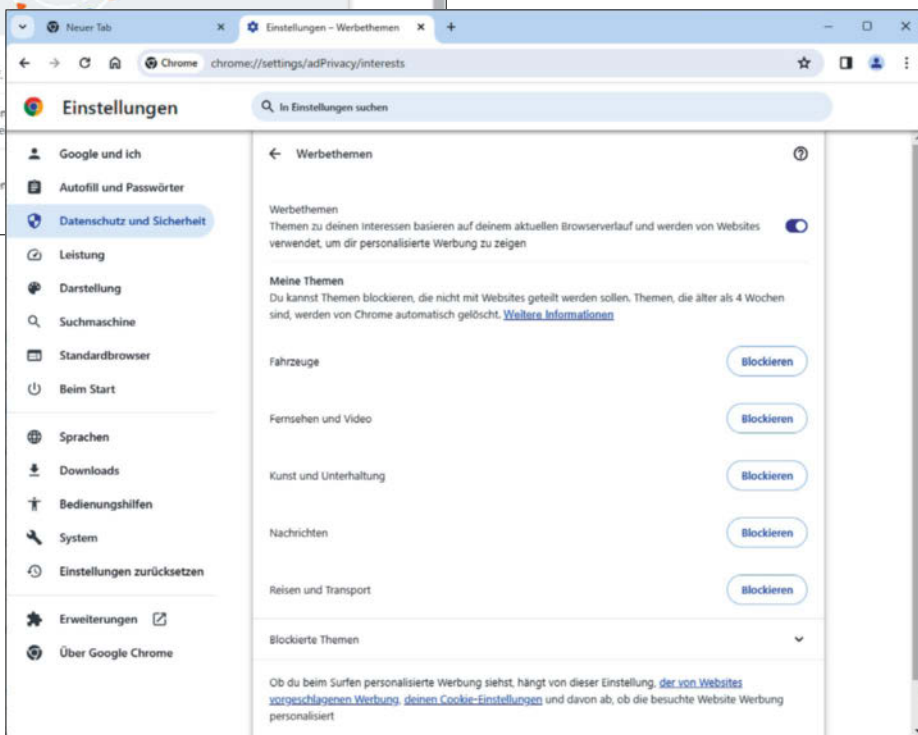 Neuer Tab
Einstellungen – Werbethemen
Chrome chrome://settings/adPrivacy/interests
Einstellungen
In Einstellungen suchen
Google und ich
Autofill und Passwörter
Datenschutz und Sicherheit
Leistung
Darstellung
Suchmaschine
Standardbrowser
Beim Start
Sprachen
Downloads
Bedienungshilfen
System
Einstellungen zurücksetzen
Erweiterungen
Über Google Chrome
Werbethemen
Werbethemen
Themen zu deinen Interessen basieren auf deinem aktuellen Browserverlauf und werden von Websites
verwendet, um dir personalisierte Werbung zu zeigen
Meine Themen
Du kannst Themen blockieren, die nicht mit Websites geteilt werden sollen. Themen, die älter als 4 Wochen
sind, werden von Chrome automatisch gelöscht. Weitere Informationen
Fahrzeuge Blockieren
Fernsehen und Video Blockieren
Kunst und Unterhaltung Blockieren
Nachrichten Blockieren
Reisen und Transport Blockieren
Blockierte Themen
Ob du beim Surfen personalisierte Werbung siehst, hängt von dieser Einstellung, der von Websites
vorgeschlagenen Werbung, deinen Cookie-Einstellungen und davon ab, ob die besuchte Website Werbung
personalisiert